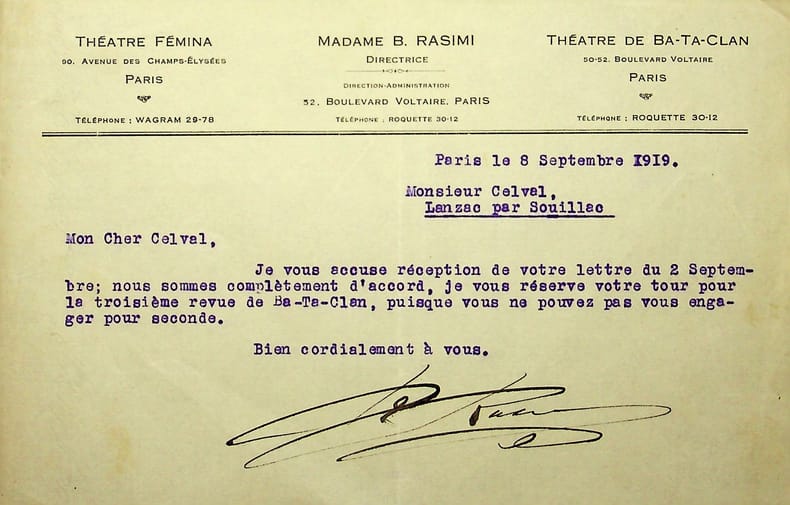 THÉATRE FÉMINA
90, AVENUE DES CHAMPS-ÉLYSÉES
PARIS
TÉLÉPHONE : WAGRAM 29-78
MADAME B. RASIMI
DIRECTRICE
DIRECTION-ADMINISTRATION
52, BOULEVARD VOLTAIRE, PARIS
TÉLÉPHONE : ROQUETTE 30-12
THÉATRE DE BA-TA-CLAN
50-52, BOULEVARD VOLTAIRE
PARIS
TÉLÉPHONE : ROQUETTE 30-12
Paris le 8 Septembre 1919.
Monsieur Celval,
Lanzac par Souillac
Mon Cher Celval,
Je vous accuse réception de votre lettre du 2 Septem-
bre; nous sommes complètement d'accord, je vous réserve votre tour pour
la troisième revue de Ba-Ta-Clan, puisque vous ne pouvez pas vous enga-
ger pour seconde.
Bien cordialement à vous.